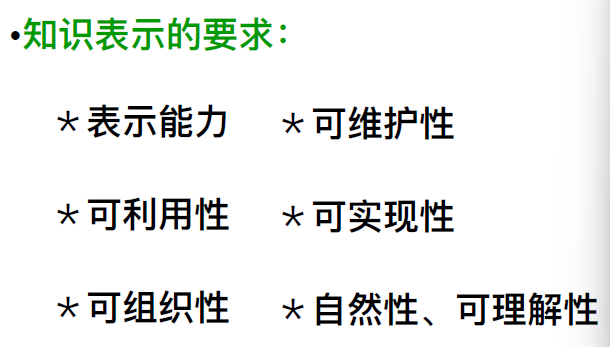 •知识表示的要求：
＊表示能力 ＊可维护性
＊可利用性 ＊可实现性
＊可组织性 ＊自然性、可理解性